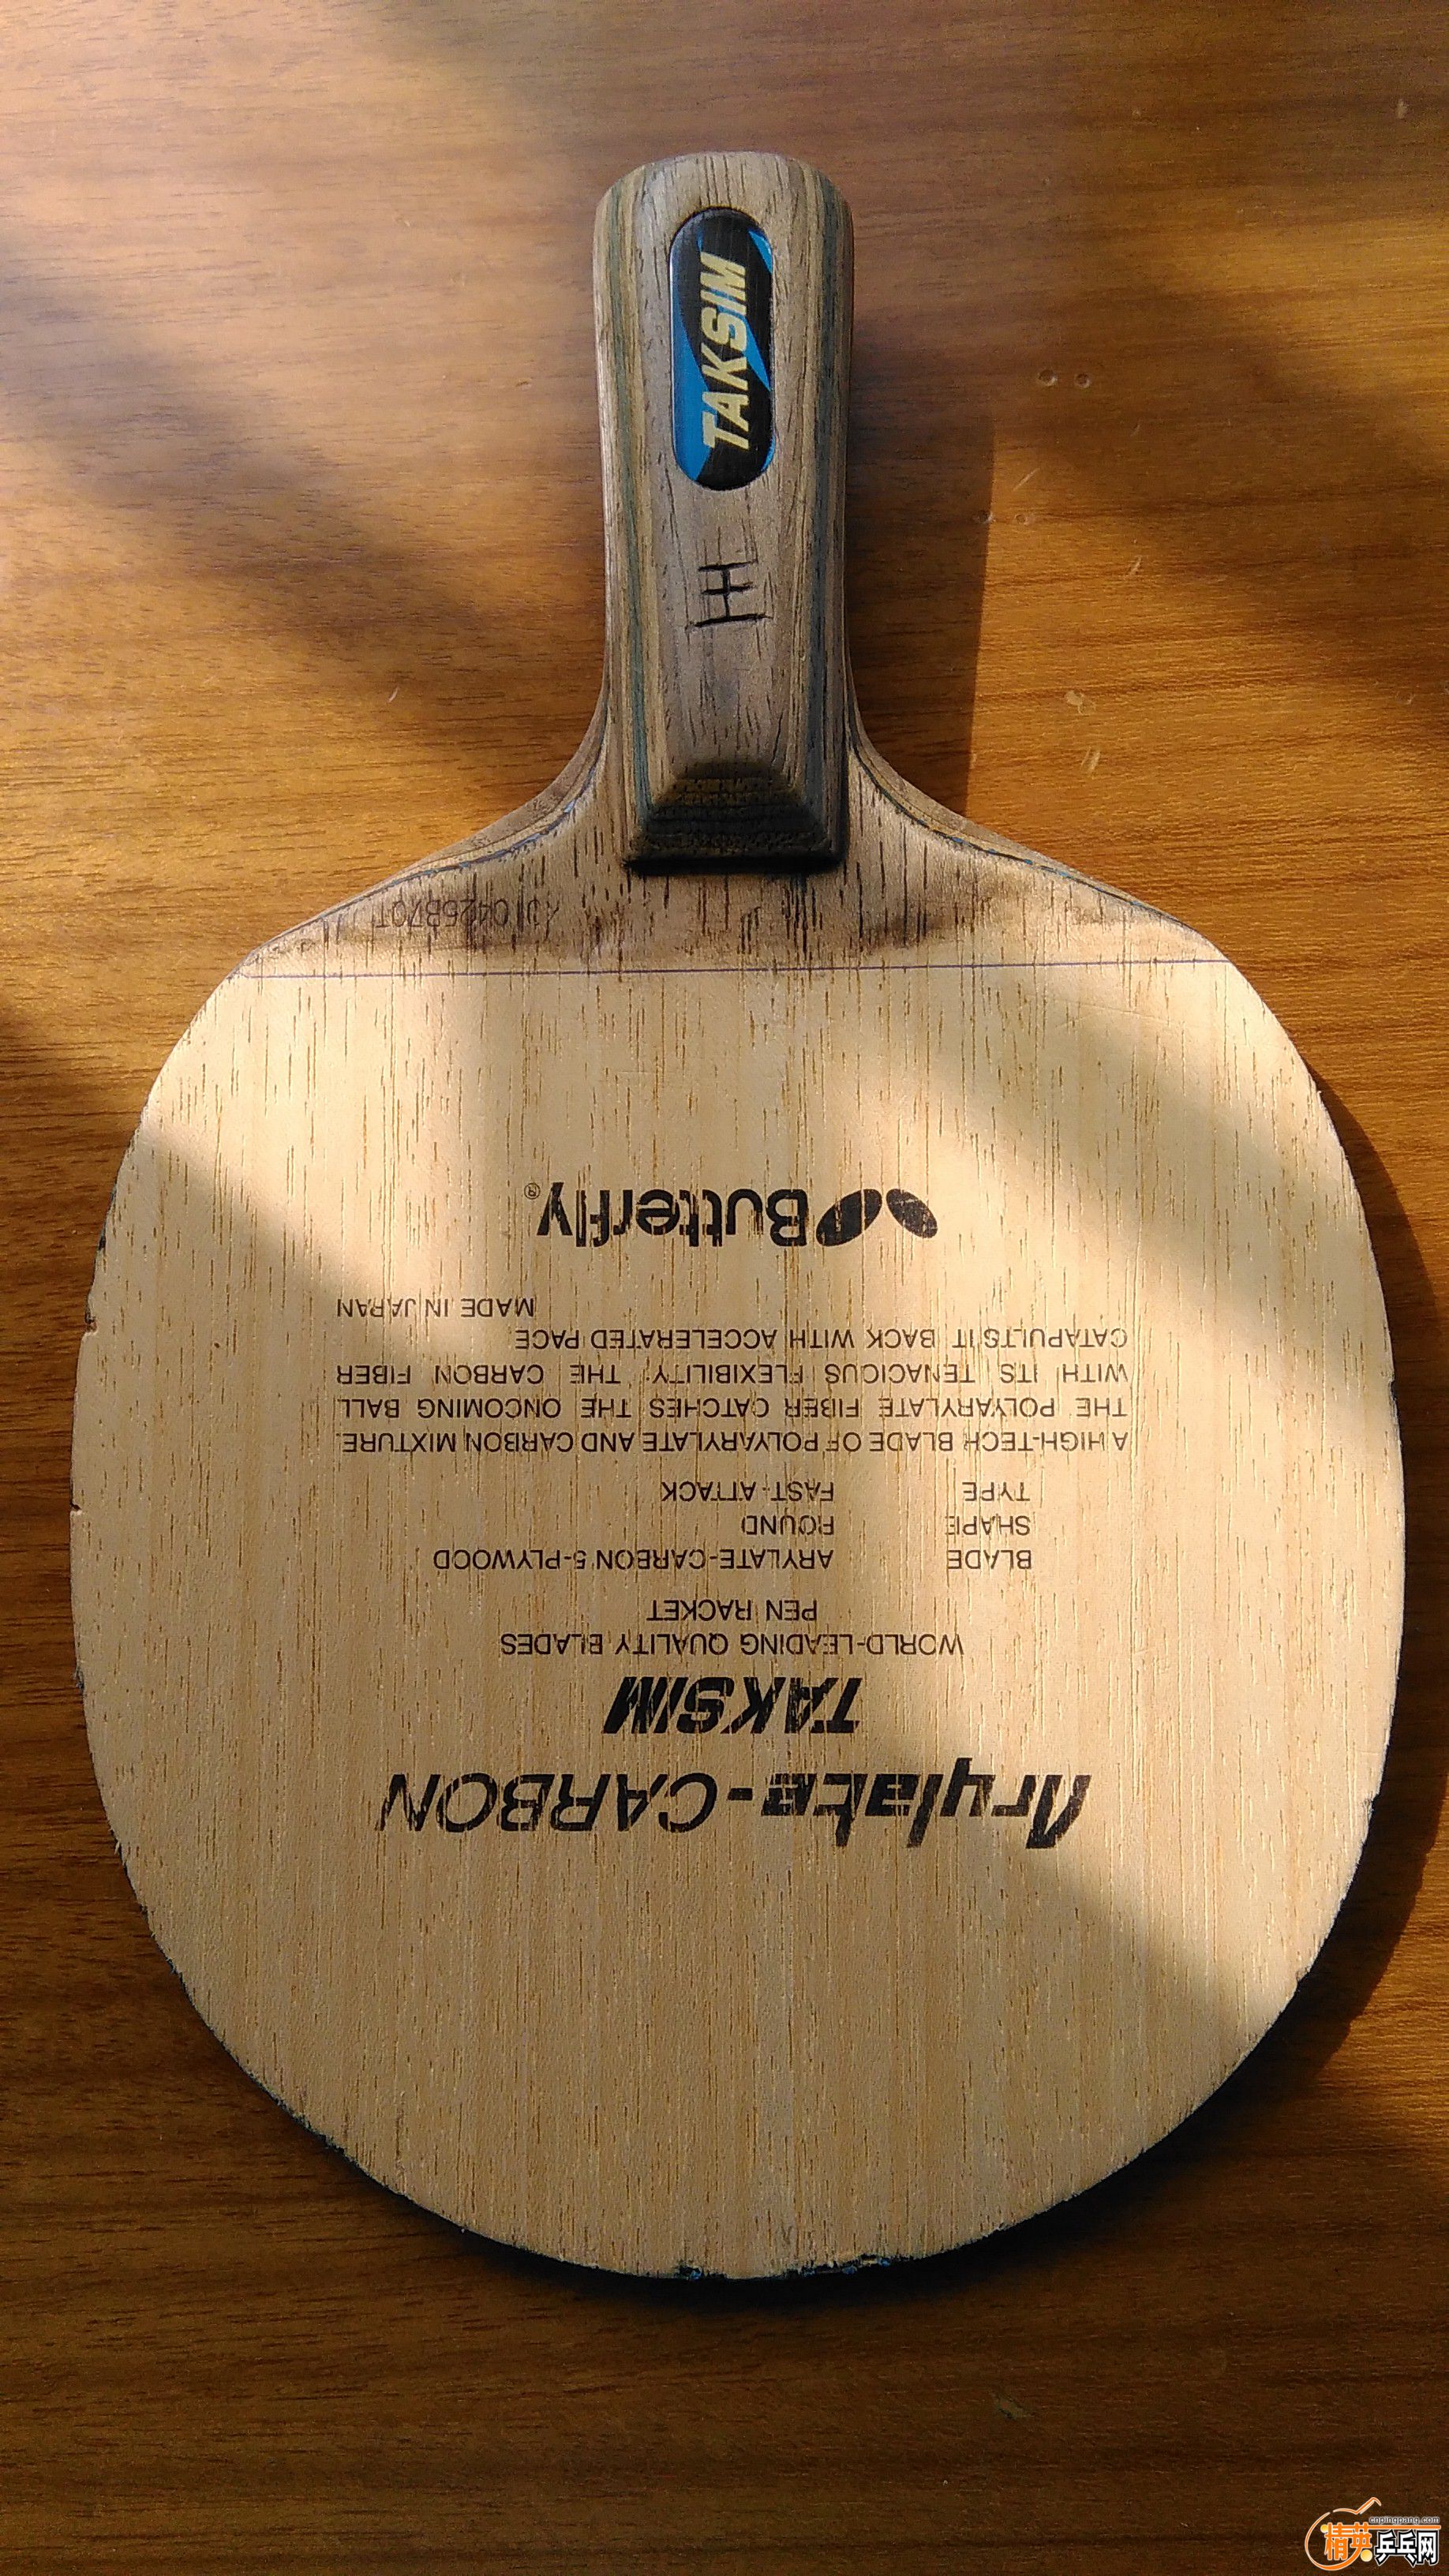 TAKSIM
Arylate-CARBON
TAKSIM
WORLD-LEADING QUALITY BLADES
PEN RACKET
BLADE ARYLATE-CARBON 5-PLYWOOD
SHAPE ROUND
TYPE FAST-ATTACK
A HIGH-TECH BLADE OF POLYARYLATE AND CARBON MIXTURE.
THE POLYARYLATE FIBER CATCHES THE ONCOMING BALL
WITH ITS TENACIOUS FLEXIBILITY. THE CARBON FIBER
CATAPULTS IT BACK WITH ACCELERATED PACE
MADE IN JAPAN
Butterfly®
cnpingpang.com
精英乒乓网